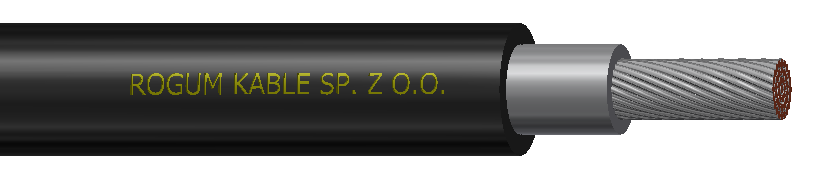 ROGUM KABLE SP. Z O.O.